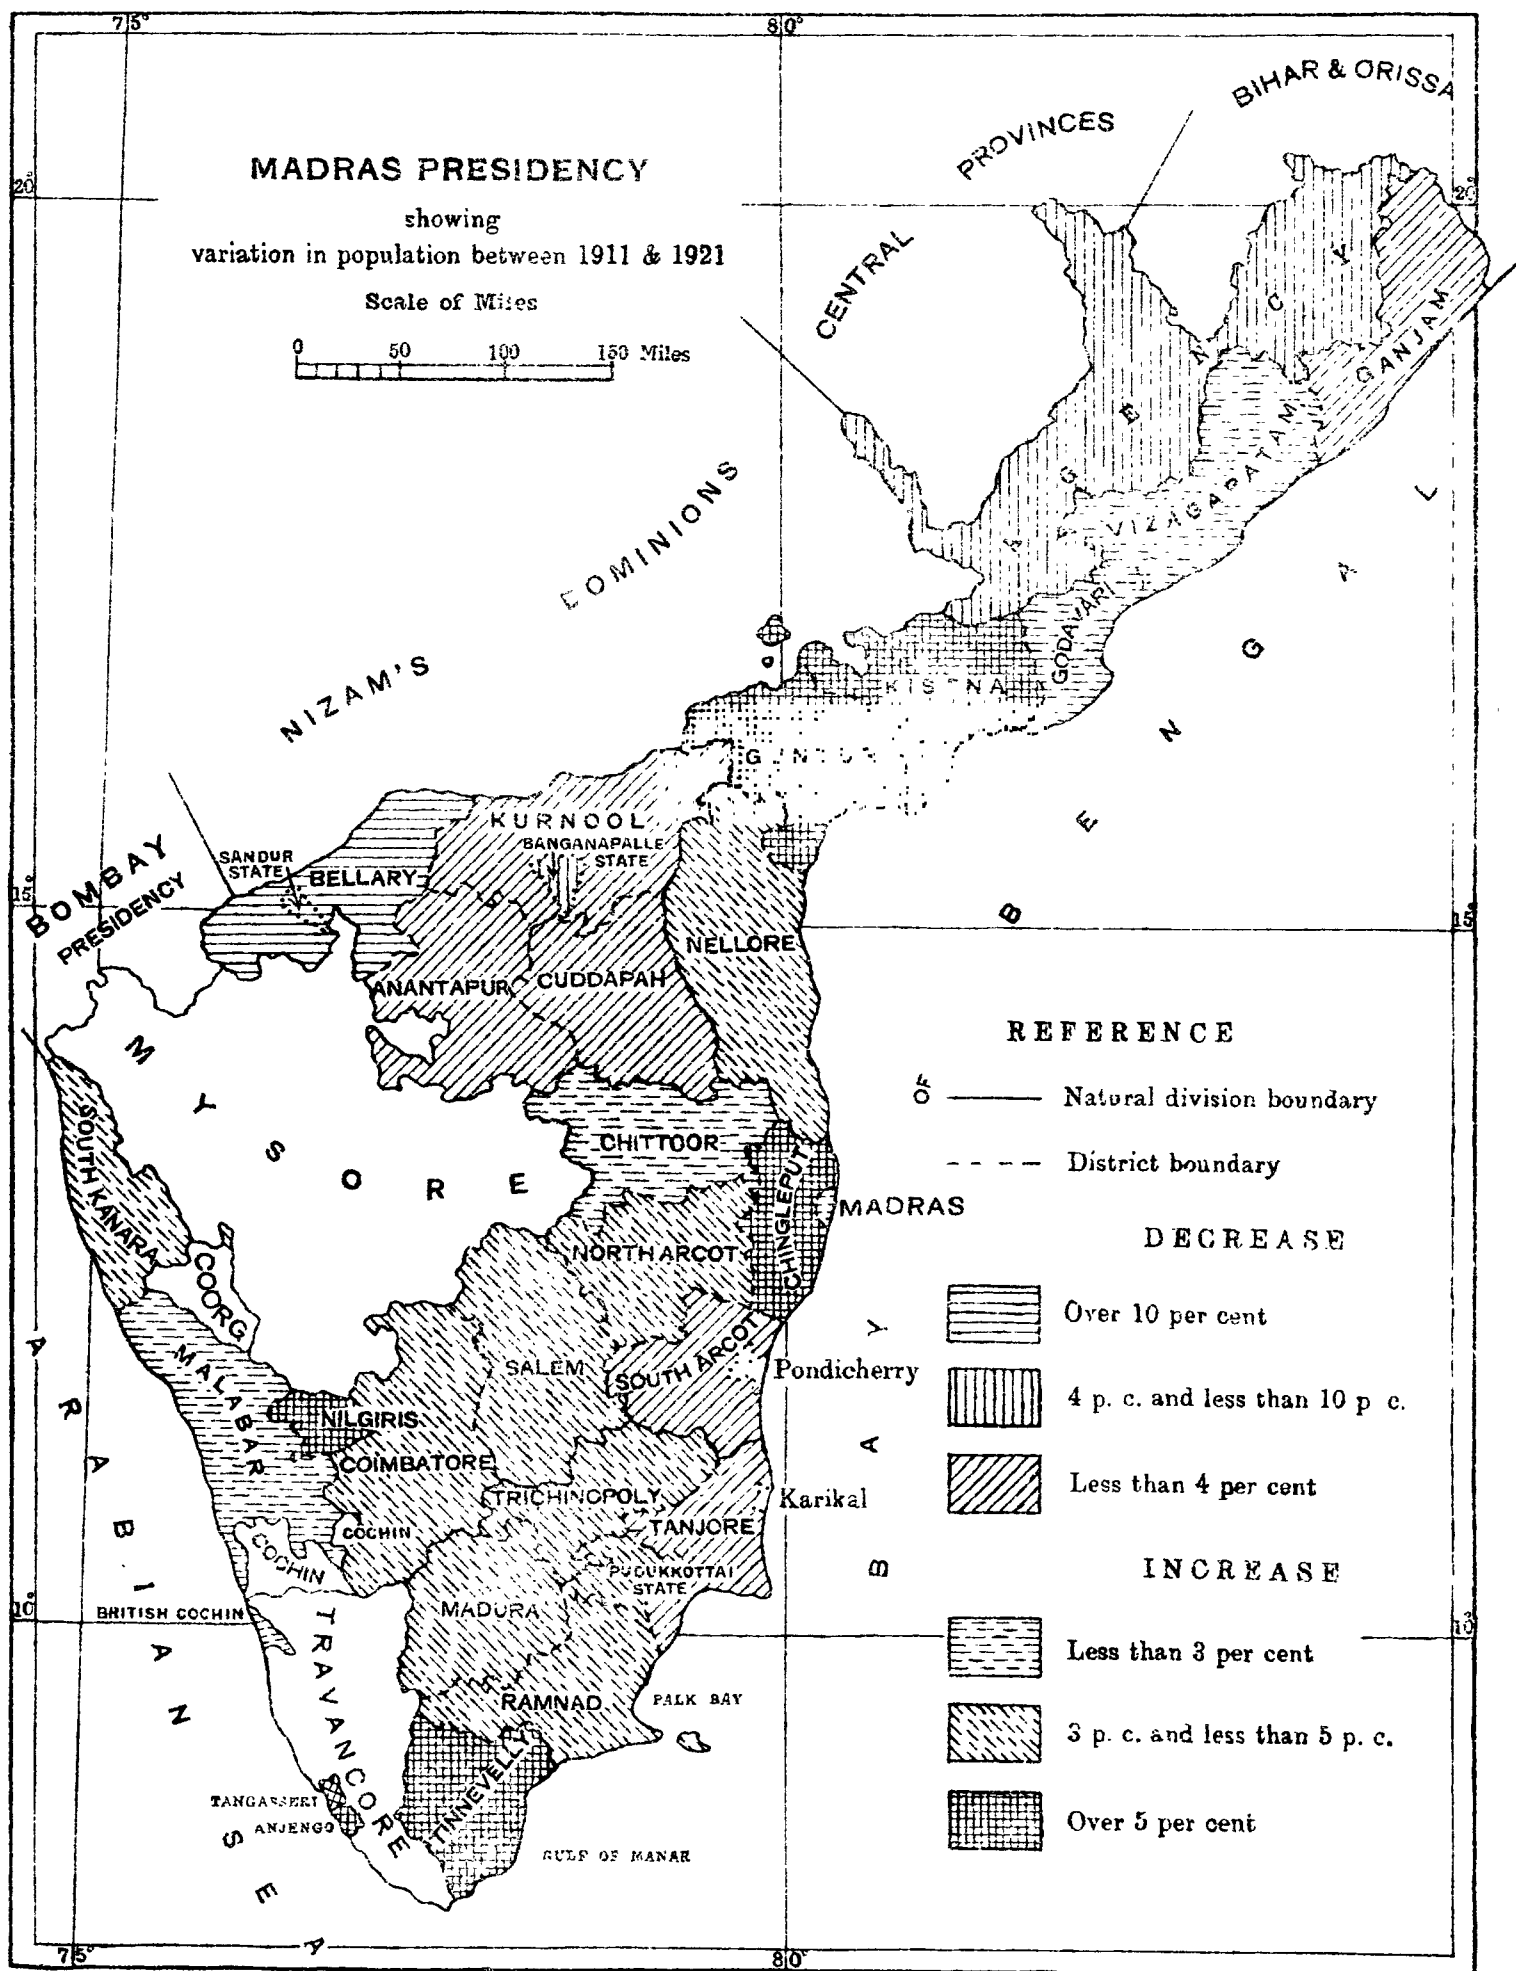 75°
80°
BIHAR & ORISSA
PROVINCES
CENTRAL
MADRAS PRESIDENCY
showing
variation in population between 1911 & 1921
Scale of Miles
0 50 100 150 Miles
20°
20°
AGENCY
GANJAM
VIZAGAPATAM
GODAVARI
KISTNA
NIZAM'S
DOMINIONS
OF
BENGAL
KURNOOL
BANGANAPALLE
STATE
SANDUR
STATE
BELLARY
BOMBAY
PRESIDENCY
15°
15°
NELLORE
ANANTAPUR
CUDDAPAH
MYSORE
CHITTOOR
CHINGLEPUT
MADRAS
SOUTH KANARA
COORG
NORTH ARCOT
SALEM
SOUTH ARCOT
Pondicherry
MALABAR
NILGIRIS
COIMBATORE
TRICHINOPOLY
Karikal
TANJORE
COCHIN
COCHIN
PUDUKKOTTAI
STATE
BAY
10°
10°
BRITISH COCHIN
MADURA
TRAVANCORE
RAMNAD
PALK BAY
TINNEVELLY
TANGASSERI
ANJENGO
GULF OF MANAR
ARABIAN SEA
REFERENCE
Natural division boundary
District boundary
DECREASE
Over 10 per cent
4 p. c. and less than 10 p c.
Less than 4 per cent
INCREASE
Less than 3 per cent
3 p. c. and less than 5 p. c.
Over 5 per cent
75°
80°